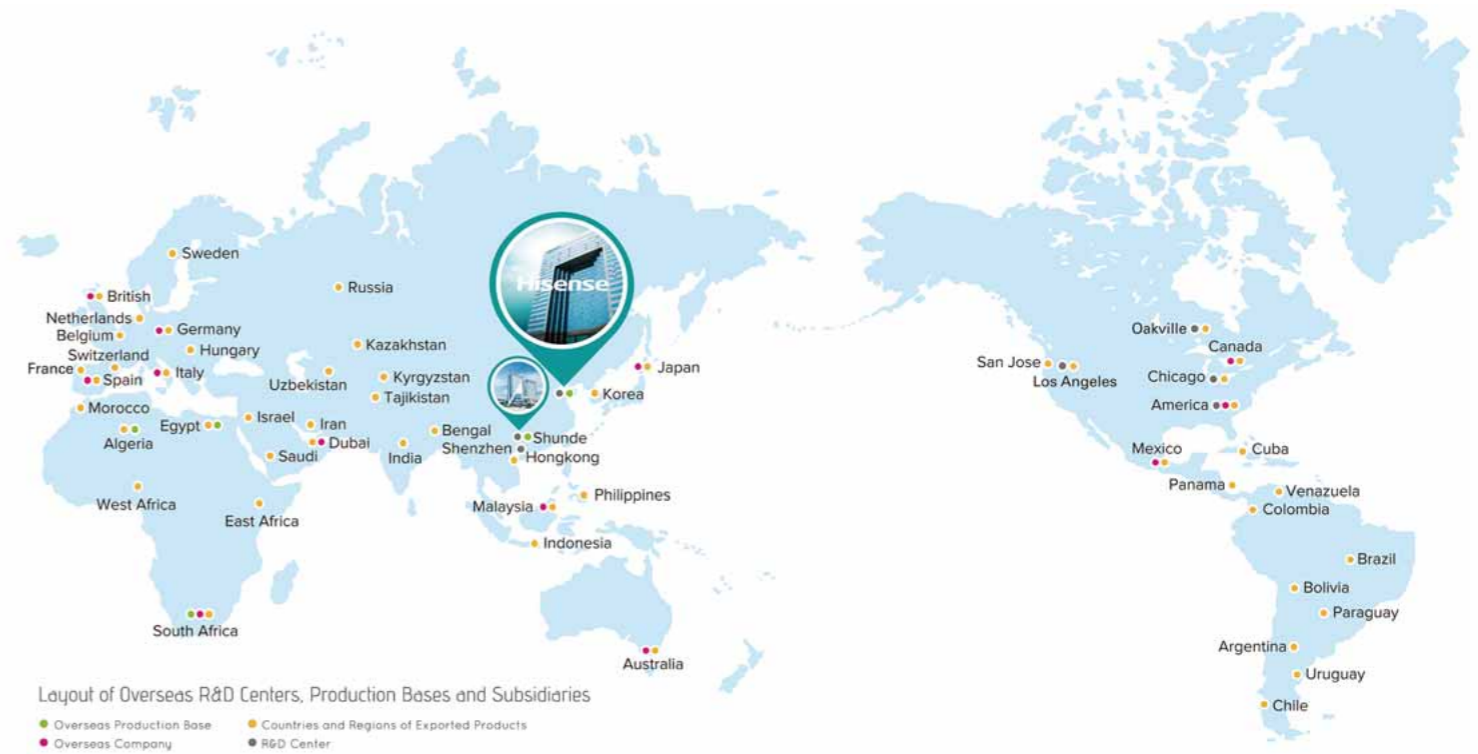 Sweden
British
Russia
Hisense
Netherlands
Belgium
Germany
Switzerland
Hungary
Kazakhstan
France
Spain
Italy
Uzbekistan
Kyrgyzstan
Tajikistan
Japan
Korea
Morocco
Algeria
Egypt
Israel
Iran
Dubai
Saudi
India
Bengal
Shunde
Shenzhen
Hongkong
West Africa
East Africa
Malaysia
Philippines
Indonesia
South Africa
Australia
Oakville
Canada
San Jose
Los Angeles
Chicago
America
Mexico
Cuba
Panama
Venazuela
Colombia
Brazil
Bolivia
Paraguay
Argentina
Uruguay
Chile
Layout of Overseas R&D Centers, Production Bases and Subsidiaries
Overseas Production Base
Countries and Regions of Exported Products
Overseas Company
R&D Center